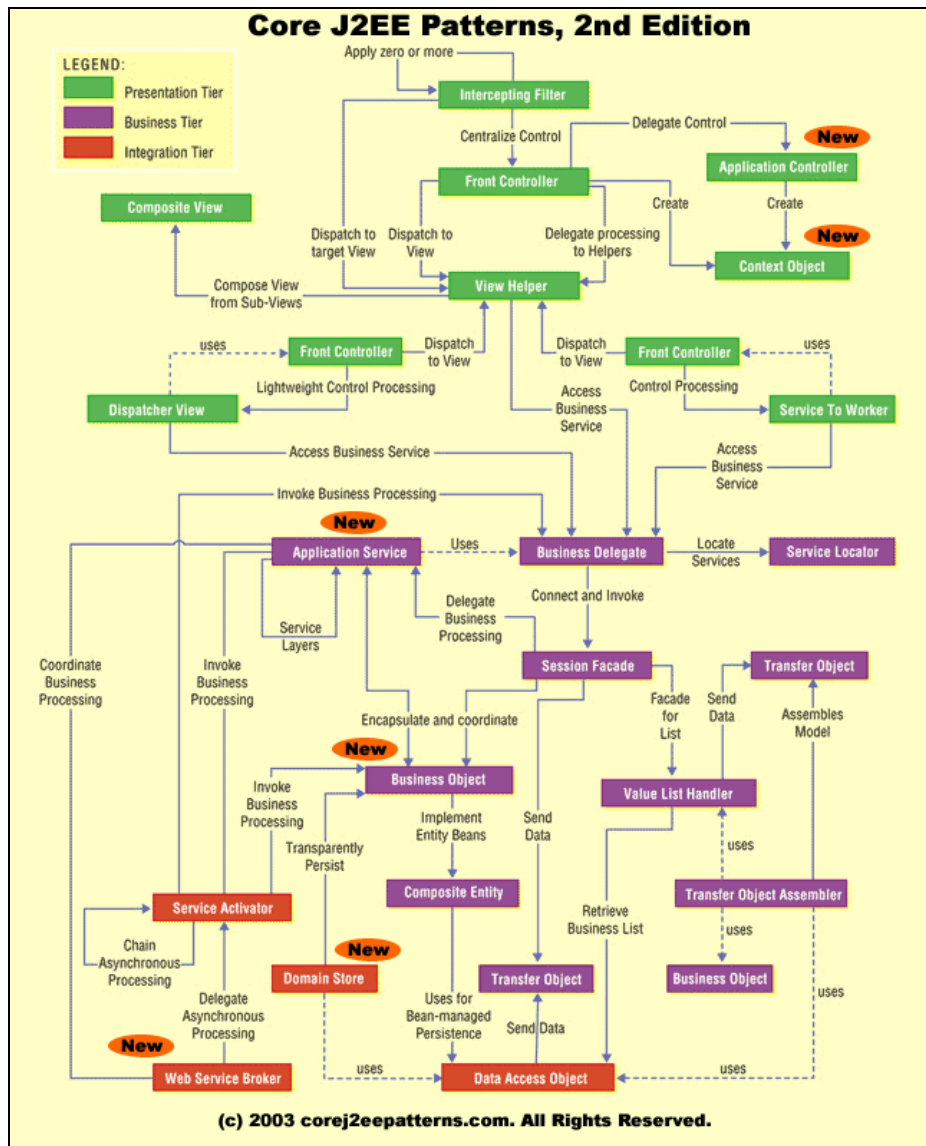 Core J2EE Patterns, 2nd Edition
LEGEND:
Presentation Tier
Business Tier
Integration Tier
Apply zero or more
Intercepting Filter
Centralize Control
Delegate Control
New
Front Controller
Application Controller
Composite View
Create
Create
Dispatch to
target View
Dispatch to
View
Delegate processing
to Helpers
New
Context Object
Compose View
from Sub-Views
View Helper
uses
Front Controller
Dispatch
to View
Dispatch
to View
Front Controller
uses
Lightweight Control Processing
Control Processing
Dispatcher View
Access
Business
Service
Service To Worker
Access Business Service
Access
Business
Service
Invoke Business Processing
New
Application Service
Uses
Business Delegate
Locate
Services
Service Locator
Connect and Invoke
Delegate
Business
Processing
Service
Layers
Coordinate
Business
Processing
Invoke
Business
Processing
Session Facade
Transfer Object
Facade
for
List
Send
Data
Assembles
Model
Encapsulate and coordinate
New
Business Object
Invoke
Business
Processing
Value List Handler
Implement
Entity Beans
Send
Data
Transparently
Persist
uses
Composite Entity
Transfer Object Assembler
Service Activator
Retrieve
Business List
uses
Chain
Asynchronous
Processing
New
Domain Store
Transfer Object
Business Object
Delegate
Asynchronous
Processing
Uses for
Bean-managed
Persistence
Send Data
uses
New
Web Service Broker
uses
Data Access Object
uses
(c) 2003 corej2eepatterns.com. All Rights Reserved.